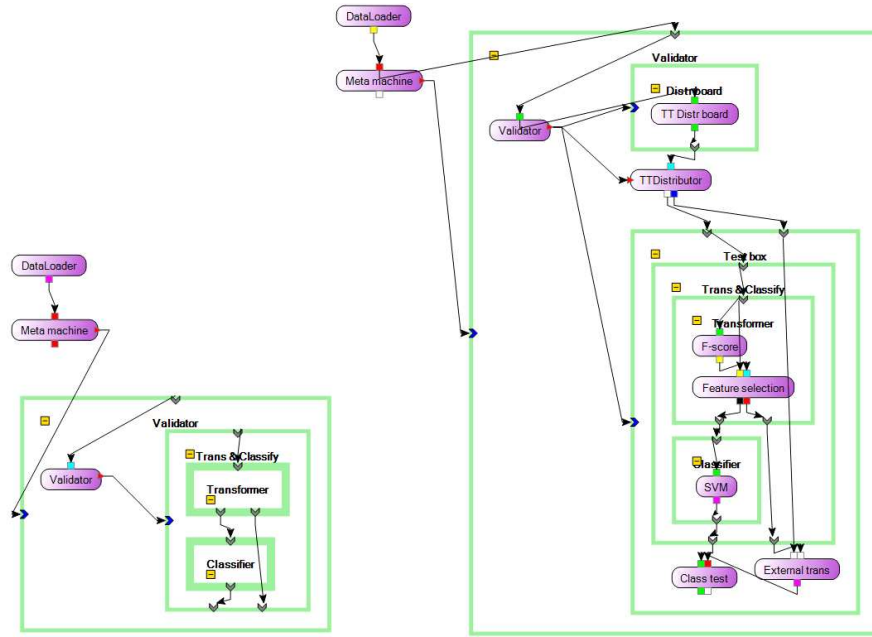 DataLoader
Meta machine
Validator
Validator
Trans & Classify
Transformer
Classifier
DataLoader
Meta machine
Validator
Distrboard
TT Distr board
Validator
TTDistributor
Test box
Trans & Classify
Transformer
F-score
Feature selection
Classifier
SVM
Class test
External trans